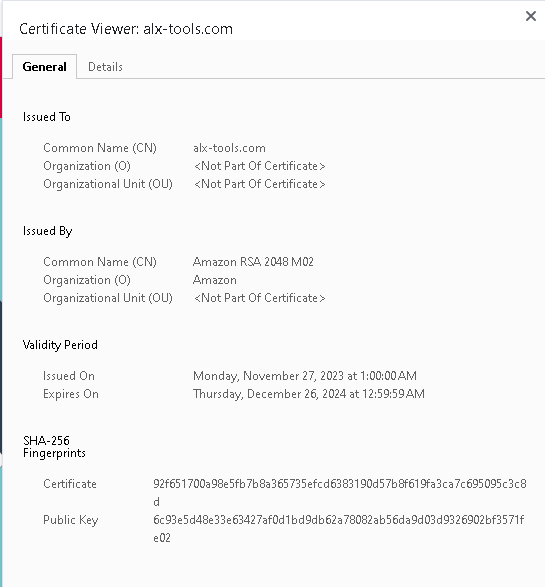 Certificate Viewer: alx-tools.com
General Details
Issued To
Common Name (CN) alx-tools.com
Organization (O) <Not Part Of Certificate>
Organizational Unit (OU) <Not Part Of Certificate>
Issued By
Common Name (CN) Amazon RSA 2048 M02
Organization (O) Amazon
Organizational Unit (OU) <Not Part Of Certificate>
Validity Period
Issued On Monday, November 27, 2023 at 1:00:00 AM
Expires On Thursday, December 26, 2024 at 12:59:59 AM
SHA-256
Fingerprints
Certificate 92f651700a98e5fb7b8a365735efcd6383190d57b8f619fa3ca7c695095c3c8
d
Public Key 6c93e5d48e33e63427af0d1bd9db62a78082ab56da9d03d9326902bf3571f
e02